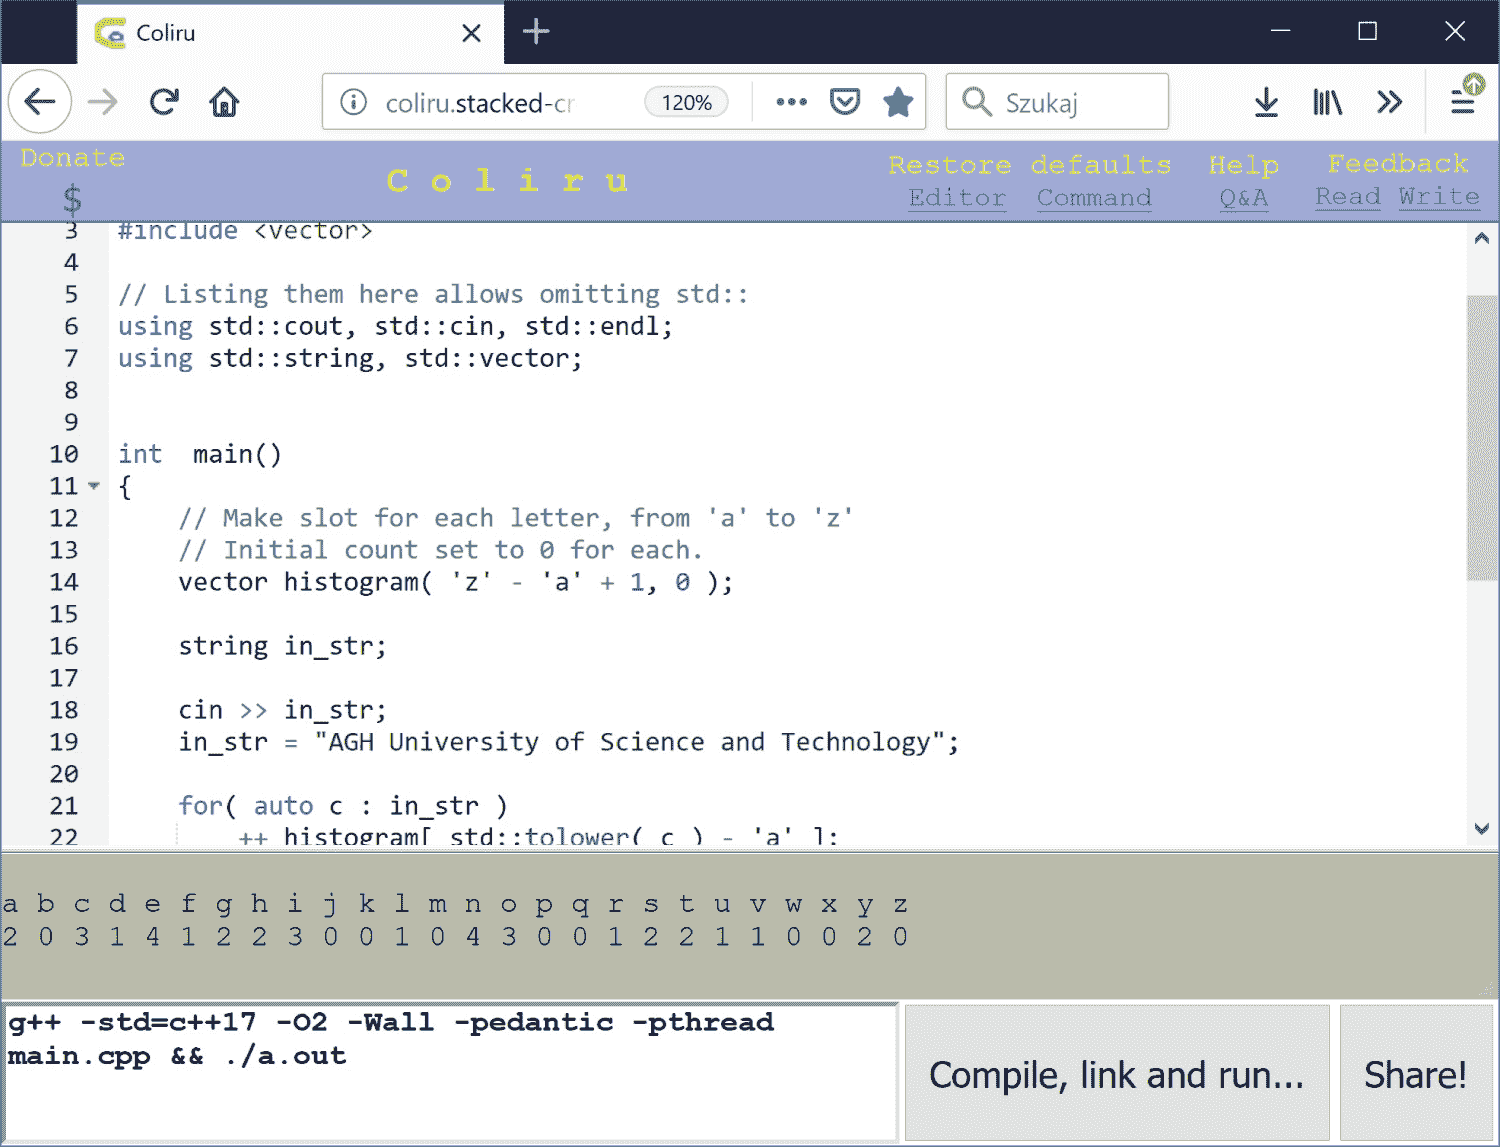 Coliru
coliru.stacked-cr 120% Szukaj
Donate
$
Coliru
Restore defaults Help Feedback
Editor Command Q&A Read Write
3 #include <vector>
4
5 // Listing them here allows omitting std::
6 using std::cout, std::cin, std::endl;
7 using std::string, std::vector;
8
9
10 int  main()
11 {
12     // Make slot for each letter, from 'a' to 'z'
13     // Initial count set to 0 for each.
14     vector histogram( 'z' - 'a' + 1, 0 );
15
16     string in_str;
17
18     cin >> in_str;
19     in_str = "AGH University of Science and Technology";
20
21     for( auto c : in_str )
22         ++ histogram[ std::tolower( c ) - 'a' ];
a b c d e f g h i j k l m n o p q r s t u v w x y z
2 0 3 1 4 1 2 2 3 0 0 1 0 4 3 0 0 1 2 2 1 1 0 0 2 0
g++ -std=c++17 -O2 -Wall -pedantic -pthread
main.cpp && ./a.out
Compile, link and run...
Share!